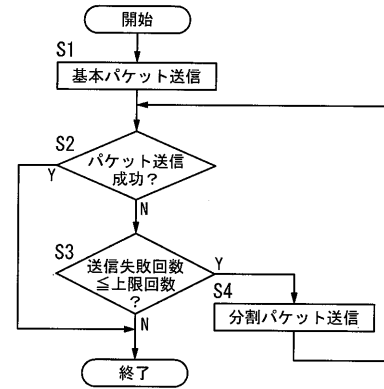 開始
S1
基本パケット送信
S2
パケット送信
成功？
Y
N
S3
送信失敗回数
≦上限回数
？
Y
N
S4
分割パケット送信
終了